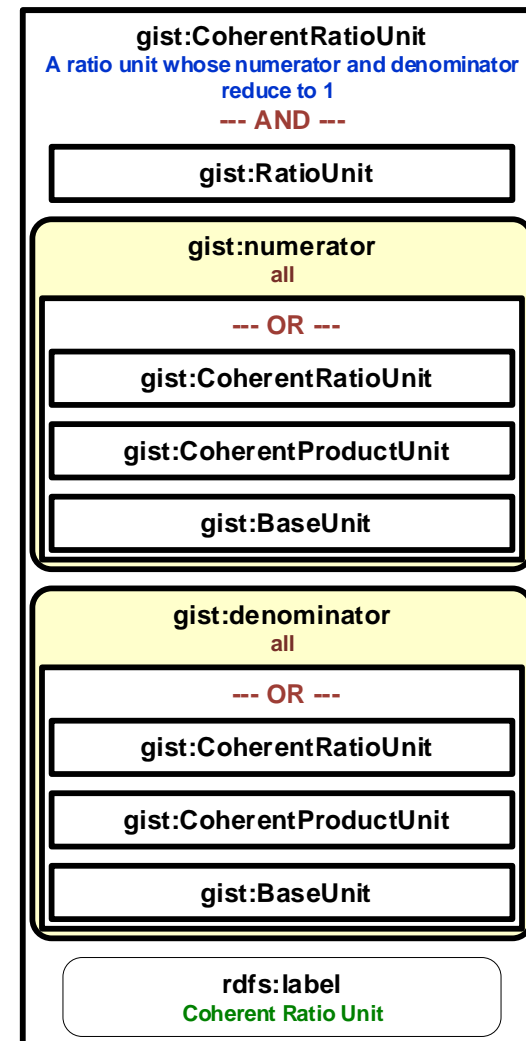 gist:CoherentRatioUnit
A ratio unit whose numerator and denominator
reduce to 1
--- AND ---
gist:RatioUnit
gist:numerator
all
--- OR ---
gist:CoherentRatioUnit
gist:CoherentProductUnit
gist:BaseUnit
gist:denominator
all
--- OR ---
gist:CoherentRatioUnit
gist:CoherentProductUnit
gist:BaseUnit
rdfs:label
Coherent Ratio Unit